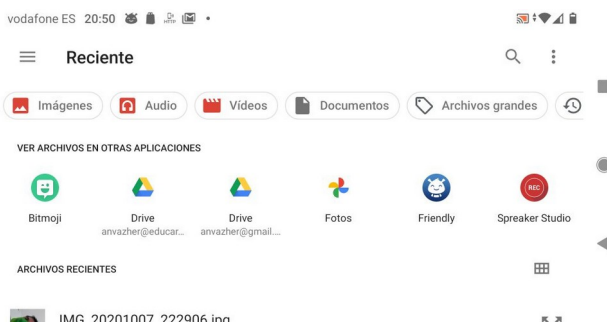 vodafone ES 20:50
Reciente
Imágenes Audio Vídeos Documentos Archivos grandes
VER ARCHIVOS EN OTRAS APLICACIONES
REC
Bitmoji Drive Drive Fotos Friendly Spreaker Studio
anvazher@educar... anvazher@gmail....
ARCHIVOS RECIENTES
IMG_20201007_222906.jpg